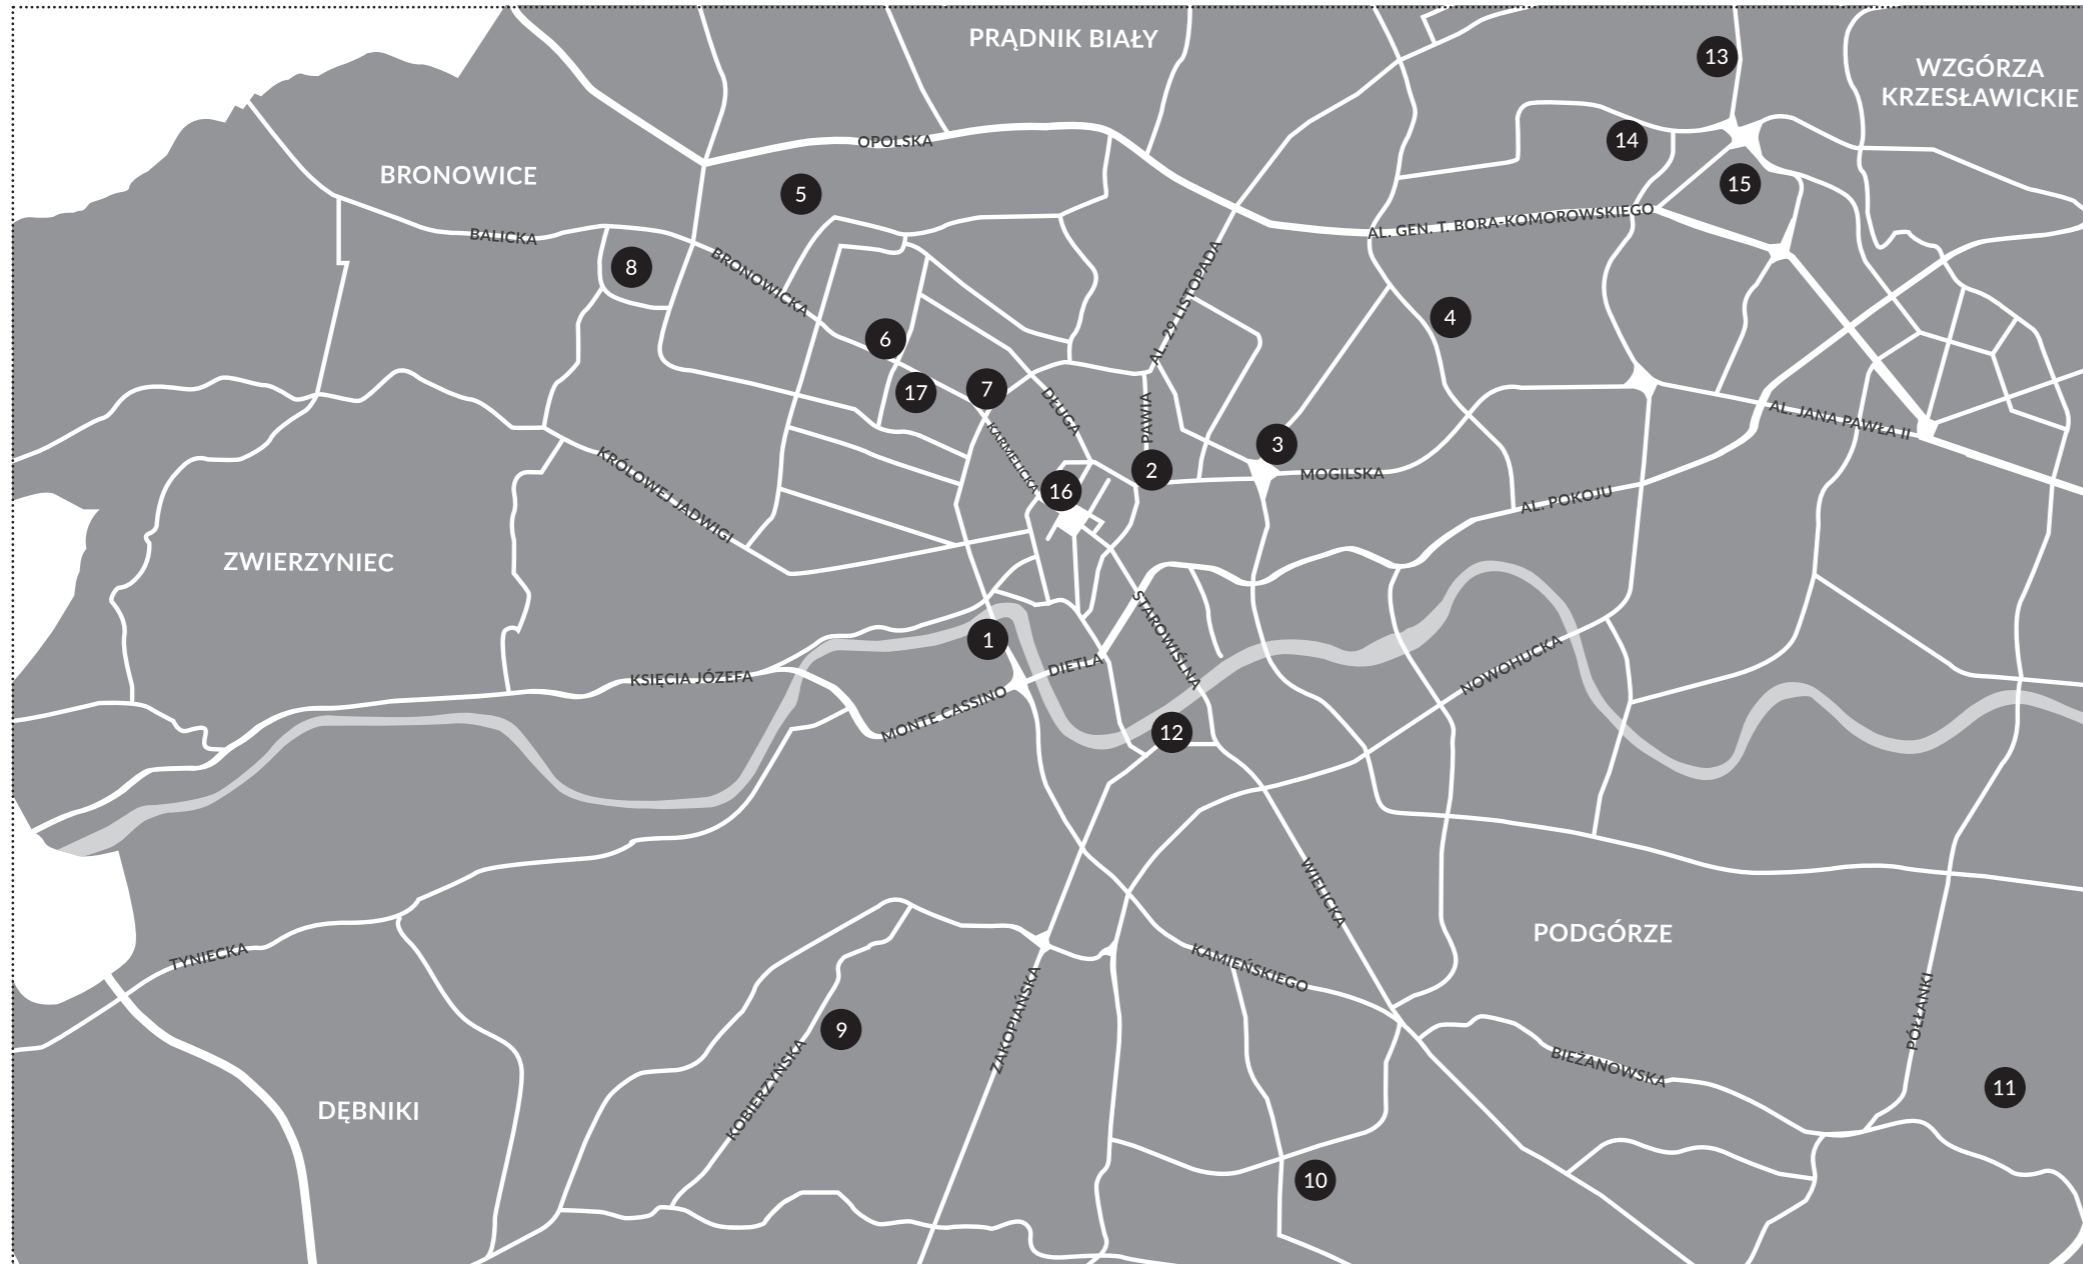 PRĄDNIK BIAŁY
13
WZGÓRZA
KRZESŁAWICKIE
OPOLSKA
14
BRONOWICE
5
15
AL. GEN. T. BORA-KOMOROWSKIEGO
BALICKA
8
BRONOWICKA
AL. 29 LISTOPADA
4
6
17
7
DŁUGA
PAWIA
AL. JANA PAWŁA II
KARMELICKA
3
2
MOGILSKA
16
KRÓLOWEJ JADWIGI
AL. POKOJU
ZWIERZYNIEC
STAROWIŚLNA
1
DIETLA
KSIĘCIA JÓZEFA
NOWOHUCKA
MONTE CASSINO
12
WIELICKA
PODGÓRZE
TYNIECKA
KAMIEŃSKIEGO
ZAKOPIAŃSKA
PÓŁŁANKI
9
KOBIERZYŃSKA
BIEŻANOWSKA
11
DĘBNIKI
10